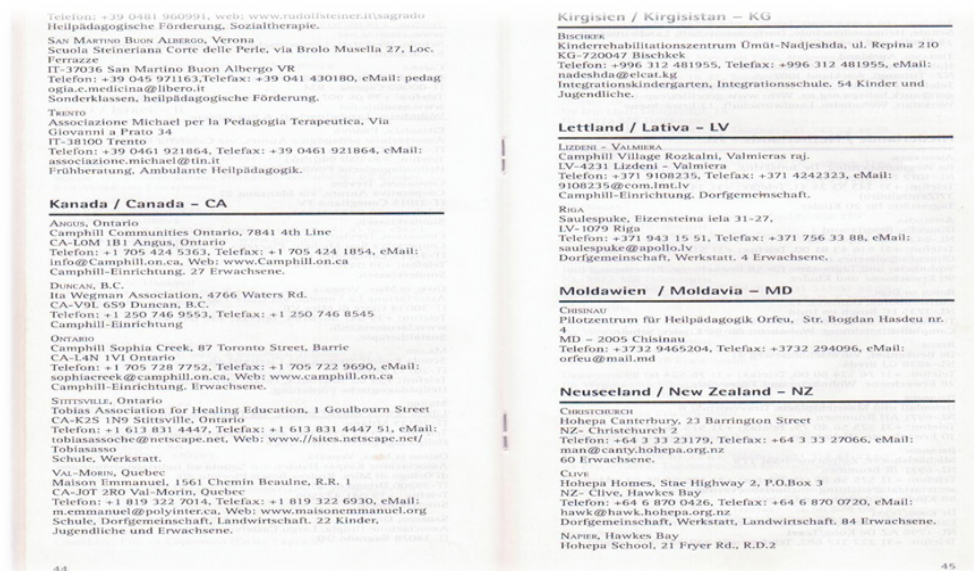 Telefon: +39 0481 960991, web: www.rudolfsteiner.it\sagrado
Heilpädagogische Förderung, Sozialtherapie.
San Martino Buon Albergo, Verona
Scuola Steineriana Corte delle Perle, via Brolo Musella 27, Loc.
Ferrazze
IT-37036 San Martino Buon Albergo VR
Telefon: +39 045 971163,Telefax: +39 041 430180, eMail: pedag
ogia.e.medicina@libero.it
Sonderklassen, heilpädagogische Förderung.
Trento
Associazione Michael per la Pedagogia Terapeutica, Via
Giovanni a Prato 34
IT-38100 Trento
Telefon: +39 0461 921864, Telefax: +39 0461 921864, eMail:
associazione.michael@tin.it
Frühberatung, Ambulante Heilpädagogik.
Kanada / Canada – CA
Angus, Ontario
Camphill Communities Ontario, 7841 4th Line
CA-L0M 1B1 Angus, Ontario
Telefon: +1 705 424 5363, Telefax: +1 705 424 1854, eMail:
info@Camphill.on.ca, Web: www.Camphill.on.ca
Camphill-Einrichtung. 27 Erwachsene.
Duncan, B.C.
Ita Wegman Association, 4766 Waters Rd.
CA-V9L 6S9 Duncan, B.C.
Telefon: +1 250 746 9553, Telefax: +1 250 746 8545
Camphill-Einrichtung
Ontario
Camphill Sophia Creek, 87 Toronto Street, Barrie
CA-L4N 1VI Ontario
Telefon: +1 705 728 7752, Telefax: +1 705 722 9690, eMail:
sophiacreek@camphill.on.ca, Web: www.camphill.on.ca
Camphill-Einrichtung. Erwachsene.
Stittsville, Ontario
Tobias Association for Healing Education, 1 Goulbourn Street
CA-K2S 1N9 Stittsville, Ontario
Telefon: +1 613 831 4447, Telefax: +1 613 831 4447 51, eMail:
tobiasassoche@netscape.net, Web: www.//sites.netscape.net/
Tobiasasso
Schule, Werkstatt.
Val-Morin, Quebec
Maison Emmanuel, 1561 Chemin Beaulne, R.R. 1
CA-J0T 2R0 Val-Morin, Quebec
Telefon: +1 819 322 7014, Telefax: +1 819 322 6930, eMail:
m.emmanuel@polyinter.ca, Web: www.maisonemmanuel.org
Schule, Dorfgemeinschaft, Landwirtschaft. 22 Kinder,
Jugendliche und Erwachsene.
44
Kirgisien / Kirgisistan – KG
Bischkek
Kinderrehabilitationszentrum Ümüt-Nadjeshda, ul. Repina 210
KG-720047 Bischkek
Telefon: +996 312 481955, Telefax: +996 312 481955, eMail:
nadeshda@elcat.kg
Integrationskindergarten, Integrationsschule. 54 Kinder und
Jugendliche.
Lettland / Lativa – LV
Lizdeni - Valmiera
Camphill Village Rozkalni, Valmieras raj.
LV-4231 Lizdeni - Valmiera
Telefon: +371 9108235, Telefax: +371 4242323, eMail:
9108235@com.lmt.lv
Camphill-Einrichtung. Dorfgemeinschaft.
Riga
Saulespuke, Eizensteina iela 31-27,
LV-1079 Riga
Telefon: +371 943 15 51, Telefax: +371 756 33 88, eMail:
saulespuke@apollo.lv
Dorfgemeinschaft, Werkstatt. 4 Erwachsene.
Moldawien / Moldavia – MD
Chisinau
Pilotzentrum für Heilpädagogik Orfeu, Str. Bogdan Hasdeu nr.
4
MD – 2005 Chisinau
Telefon: +3732 9465204, Telefax: +3732 294096, eMail:
orfeu@mail.md
Neuseeland / New Zealand – NZ
Christchurch
Hohepa Canterbury, 23 Barrington Street
NZ- Christchurch 2
Telefon: +64 3 33 23179, Telefax: +64 3 33 27066, eMail:
man@canty.hohepa.org.nz
60 Erwachsene.
Clive
Hohepa Homes, Stae Highway 2, P.O.Box 3
NZ- Clive, Hawkes Bay
Telefon: +64 6 870 0426, Telefax: +64 6 870 0720, eMail:
hawk@hawk.hohepa.org.nz
Dorfgemeinschaft, Werkstatt, Landwirtschaft. 84 Erwachsene.
Napier, Hawkes Bay
Hohepa School, 21 Fryer Rd., R.D.2
45